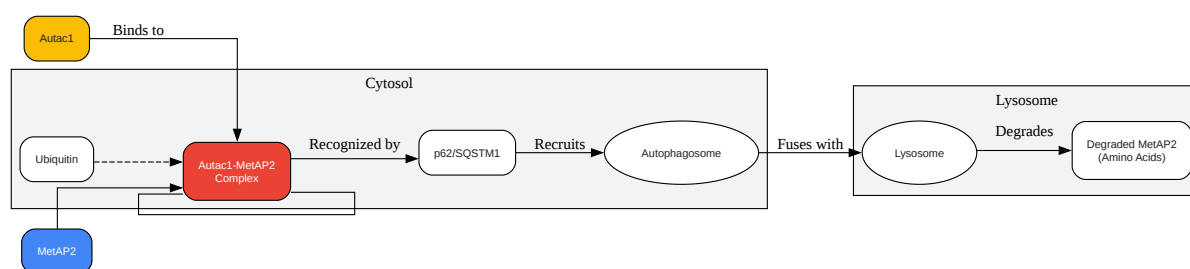 Autac1
Binds to
Cytosol
Lysosome
Ubiquitin
Autac1-MetAP2
Complex
Recognized by
p62/SQSTM1
Recruits
Autophagosome
Fuses with
Lysosome
Degrades
Degraded MetAP2
(Amino Acids)
MetAP2